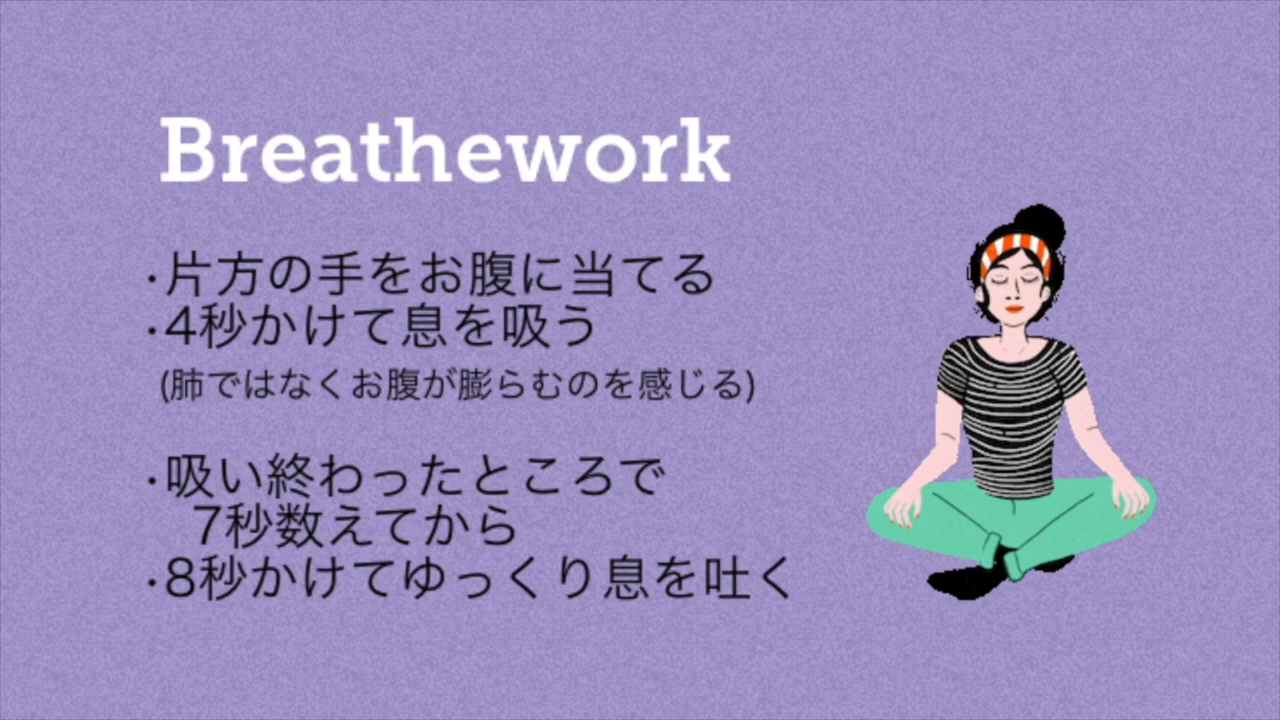 Breathework
・片方の手をお腹に当てる
・4秒かけて息を吸う
(肺ではなくお腹が膨らむのを感じる)
・吸い終わったところで
7秒数えてから
・8秒かけてゆっくり息を吐く